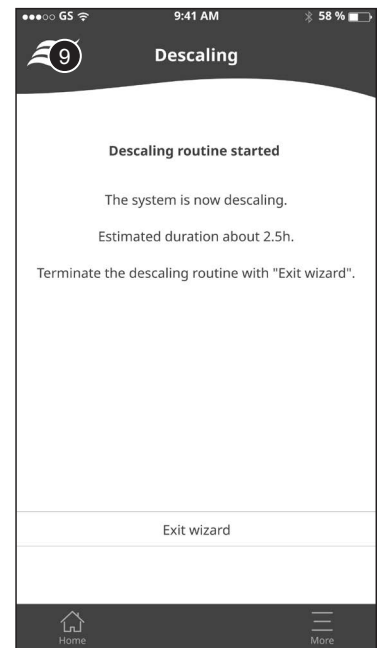 GS 9:41 AM 58 %
9 Descaling
Descaling routine started
The system is now descaling.
Estimated duration about 2.5h.
Terminate the descaling routine with "Exit wizard".
Exit wizard
Home More